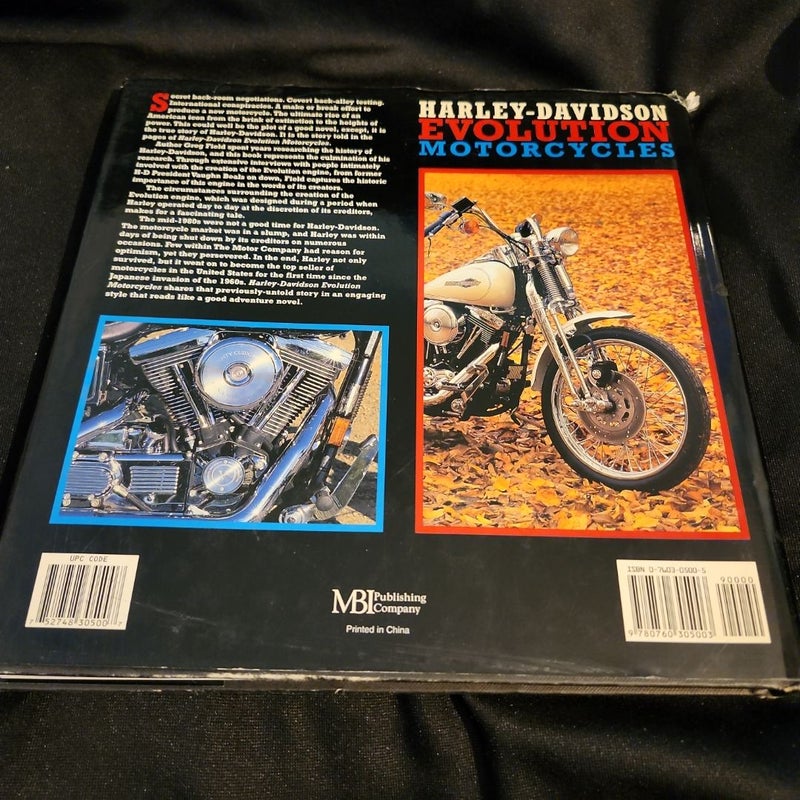 Secret back-room negotiations. Covert back-alley testing.
International conspiracies. A make or break effort to
produce a new motorcycle. The ultimate rise of an
American icon from the brink of extinction to the heights of
power. This could well be the plot of a good novel, except, it is
the true story of Harley-Davidson. It is the story told in the
pages of Harley-Davidson Evolution Motorcycles.
Author Greg Field spent years researching the history of
Harley-Davidson, and this book represents the culmination of his
research. Through extensive interviews with people intimately
involved with the creation of the Evolution engine, from former
H-D President Vaughn Beals on down, Field captures the historic
importance of this engine in the words of its creators.
The circumstances surrounding the creation of the
Evolution engine, which was designed during a period when
Harley operated day to day at the discretion of its creditors,
makes for a fascinating tale.
The mid-1980s were not a good time for Harley-Davidson.
The motorcycle market was in a slump, and Harley was within
days of being shut down by its creditors on numerous
occasions. Few within The Motor Company had reason for
optimism, yet they persevered. In the end, Harley not only
survived, but it went on to become the top seller of
motorcycles in the United States for the first time since the
Japanese invasion of the 1960s. Harley-Davidson Evolution
Motorcycles shares that previously-untold story in an engaging
style that reads like a good adventure novel.
HARLEY-DAVIDSON
EVOLUTION
MOTORCYCLES
UPC CODE
7 52748 30500 7
MBI Publishing
Company
Printed in China
ISBN 0-7603-0500-5
90000
9 780760 305003